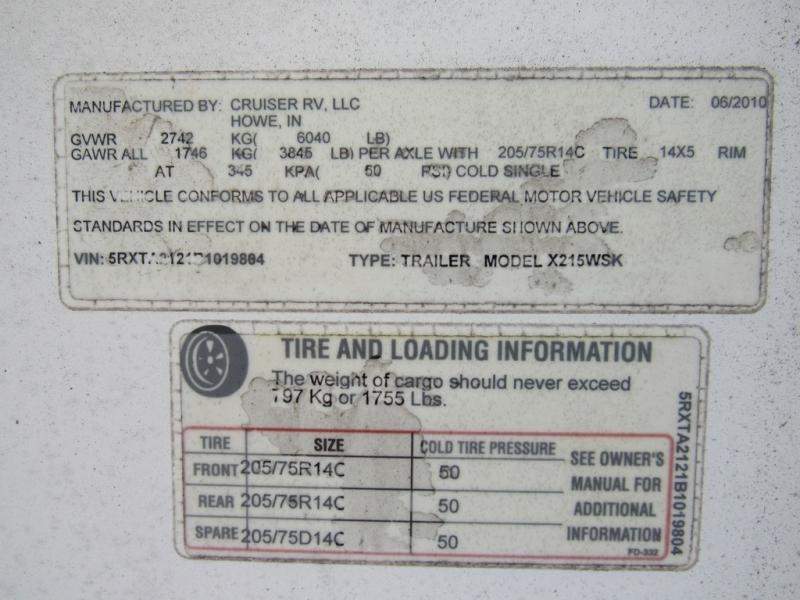 MANUFACTURED BY: CRUISER RV, LLC DATE: 06/2010
HOWE, IN
GVWR 2742 KG( 6040 LB)
GAWR ALL 1746 KG( 3845 LB) PER AXLE WITH 205/75R14C TIRE 14X5 RIM
AT 345 KPA( 50 PSI) COLD SINGLE
THIS VEHICLE CONFORMS TO ALL APPLICABLE US FEDERAL MOTOR VEHICLE SAFETY
STANDARDS IN EFFECT ON THE DATE OF MANUFACTURE SHOWN ABOVE.
VIN: 5RXTA2121B1019804 TYPE: TRAILER MODEL X215WSK
TIRE AND LOADING INFORMATION
The weight of cargo should never exceed
797 Kg or 1755 Lbs.
TIRE SIZE COLD TIRE PRESSURE
FRONT 205/75R14C 50
REAR 205/75R14C 50
SPARE 205/75D14C 50
SEE OWNER'S
MANUAL FOR
ADDITIONAL
INFORMATION
FD-332
5RXTA2121B1019804